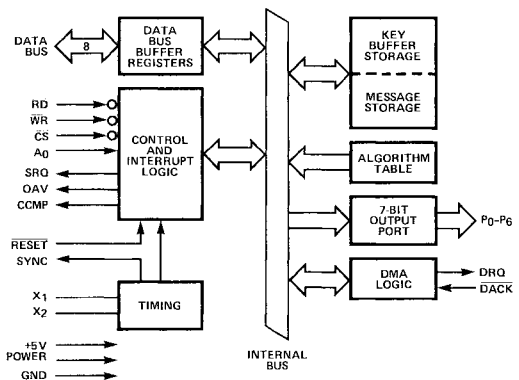 DATA BUS
8
DATA BUS BUFFER REGISTERS
RD
WR
CS
A0
SRQ
OAV
CCMP
CONTROL AND INTERRUPT LOGIC
RESET
SYNC
X1
X2
TIMING
+5V
POWER
GND
INTERNAL BUS
KEY BUFFER STORAGE
MESSAGE STORAGE
ALGORITHM TABLE
7-BIT OUTPUT PORT
P0-P6
DMA LOGIC
DRQ
DACK